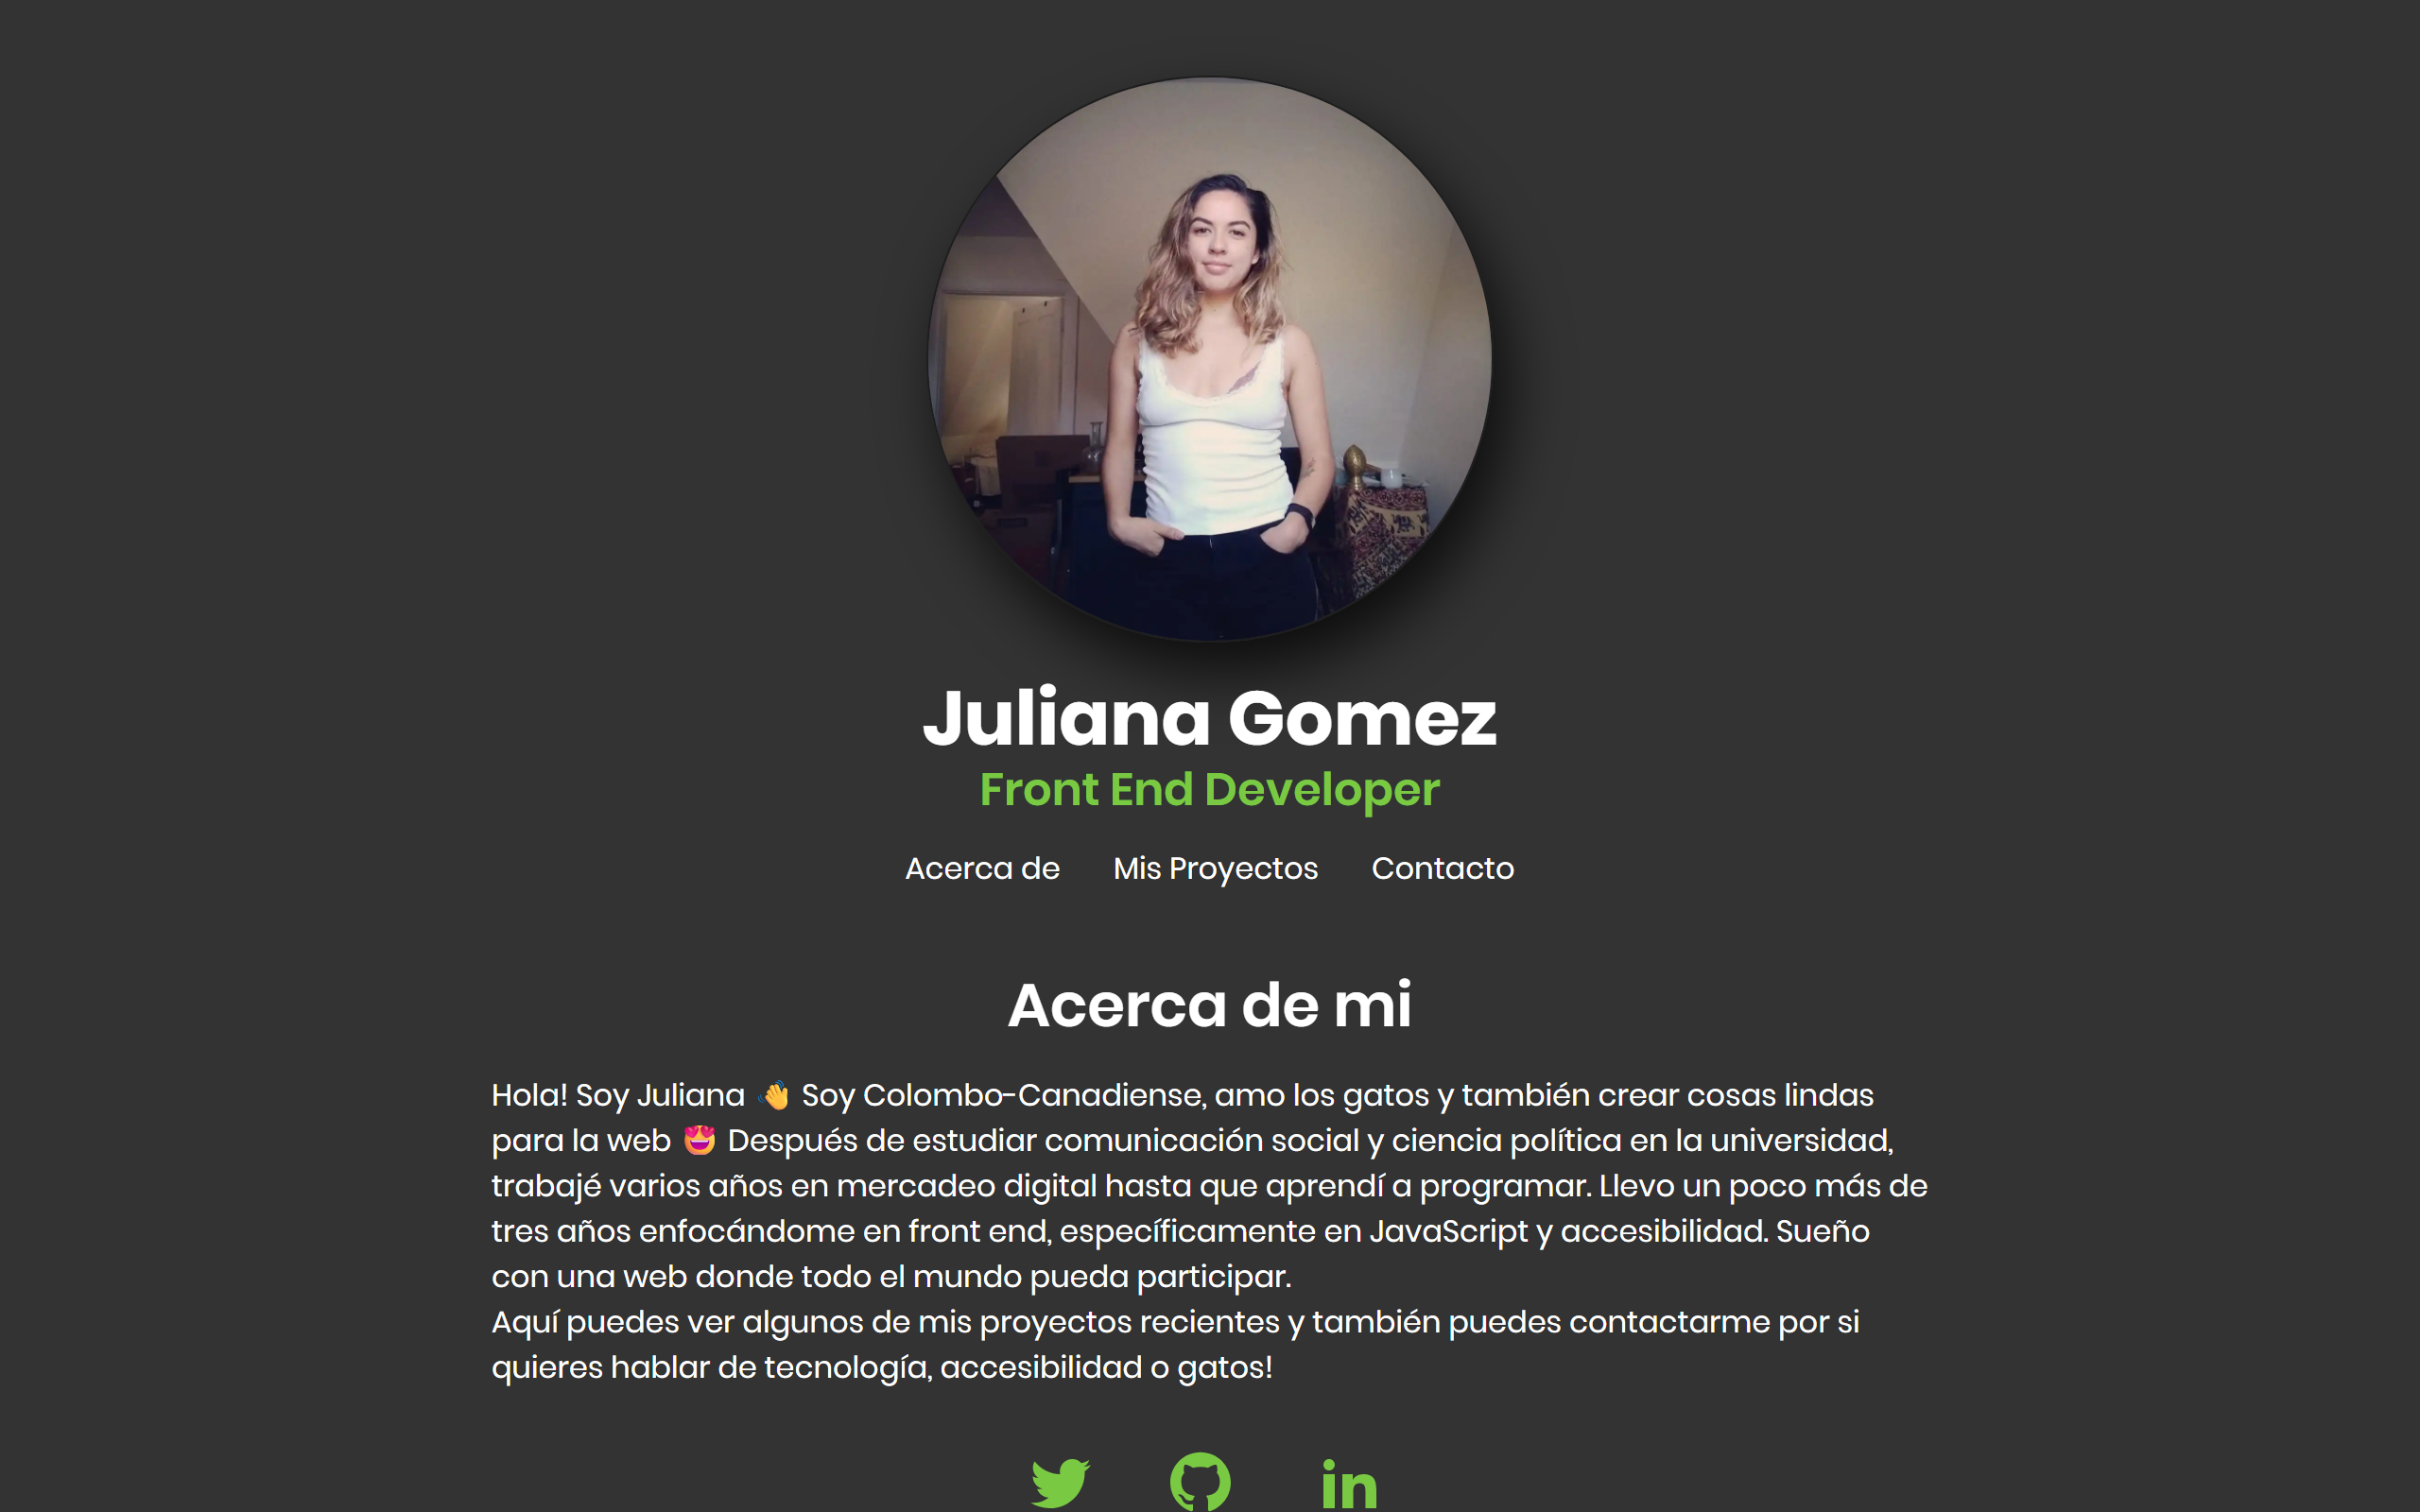 Juliana Gomez
Front End Developer
Acerca de Mis Proyectos Contacto
Acerca de mi
Hola! Soy Juliana 👋 Soy Colombo-Canadiense, amo los gatos y también crear cosas lindas
para la web 🤩 Después de estudiar comunicación social y ciencia política en la universidad,
trabajé varios años en mercadeo digital hasta que aprendí a programar. Llevo un poco más de
tres años enfocándome en front end, específicamente en JavaScript y accesibilidad. Sueño
con una web donde todo el mundo pueda participar.
Aquí puedes ver algunos de mis proyectos recientes y también puedes contactarme por si
quieres hablar de tecnología, accesibilidad o gatos!
in